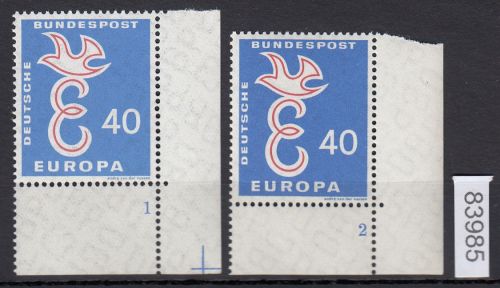 BUNDESPOST
DEUTSCHE
40
EUROPA
1
BUNDESPOST
DEUTSCHE
40
EUROPA
2
83985